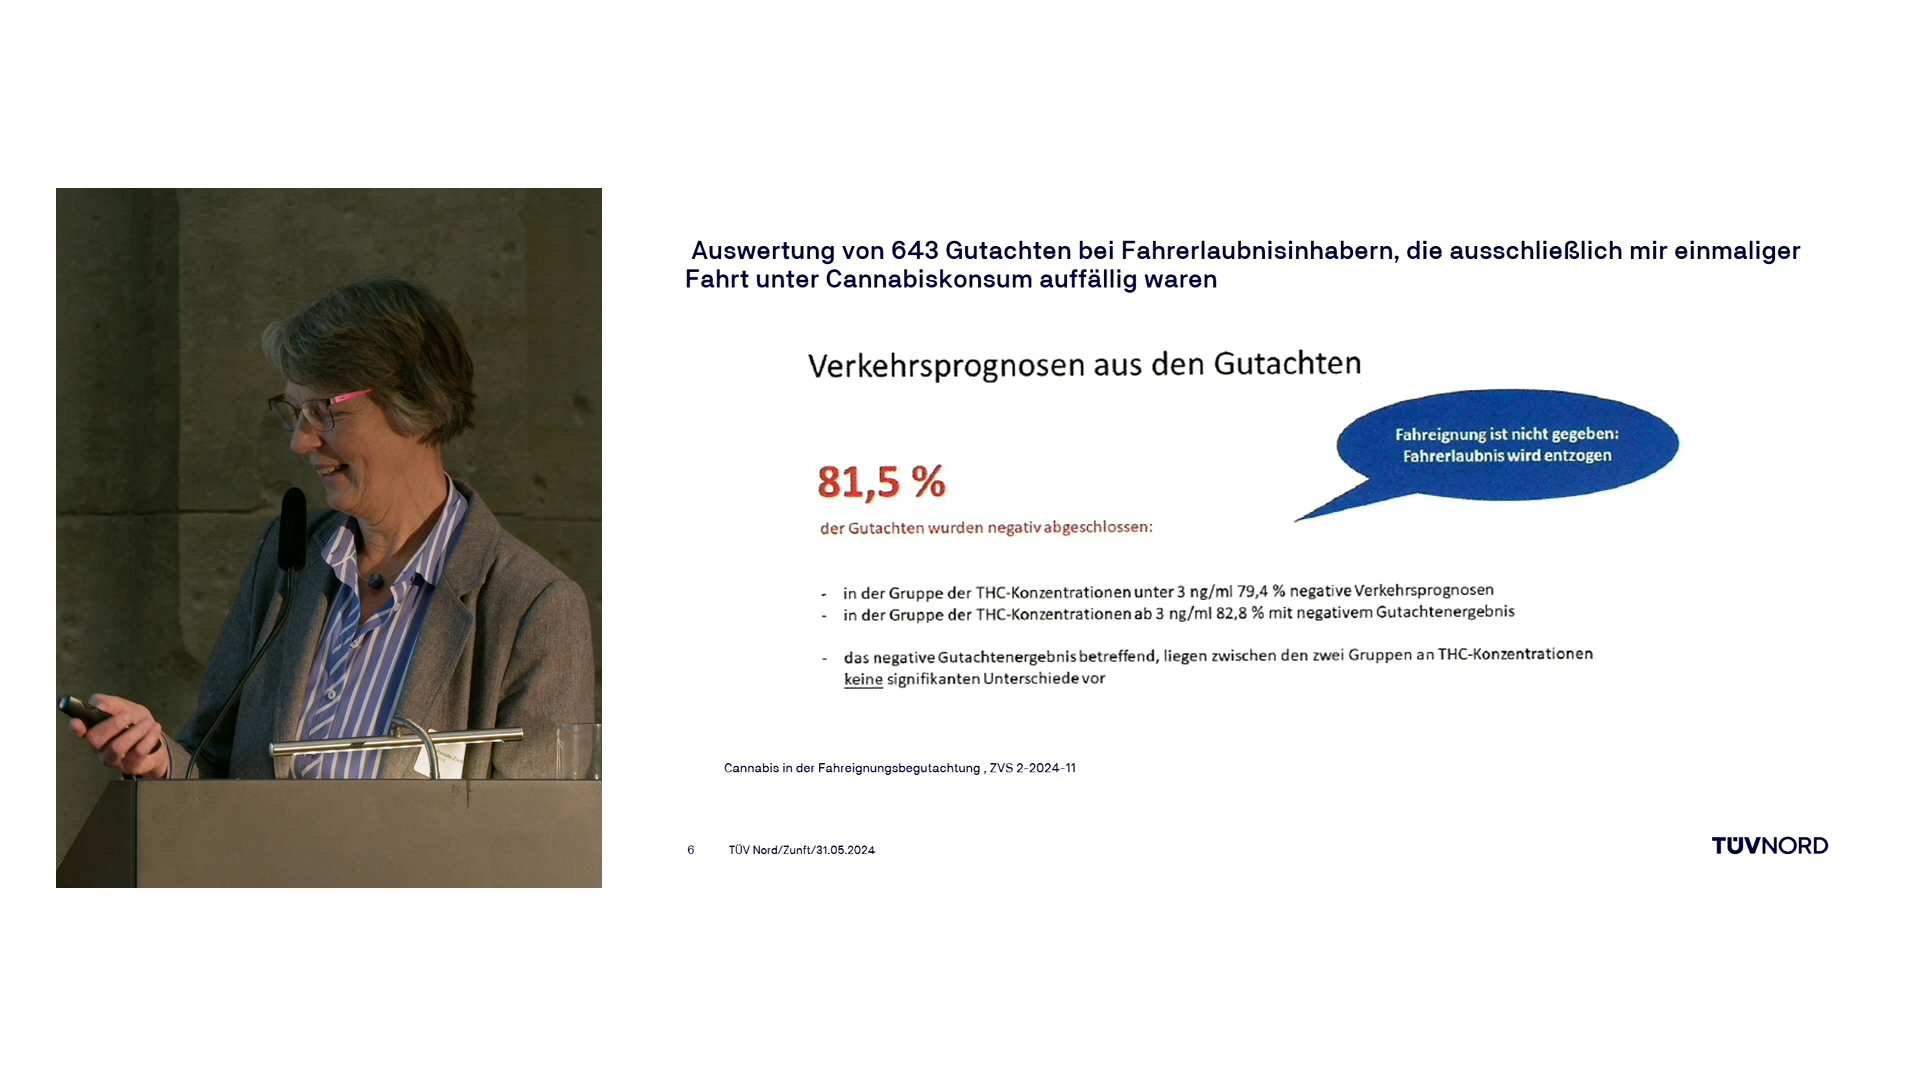 Auswertung von 643 Gutachten bei Fahrerlaubnisinhabern, die ausschließlich mir einmaliger
Fahrt unter Cannabiskonsum auffällig waren
Verkehrsprognosen aus den Gutachten
Fahreignung ist nicht gegeben:
Fahrerlaubnis wird entzogen
81,5 %
der Gutachten wurden negativ abgeschlossen:
- in der Gruppe der THC-Konzentrationen unter 3 ng/ml 79,4 % negative Verkehrsprognosen
- in der Gruppe der THC-Konzentrationen ab 3 ng/ml 82,8 % mit negativem Gutachtenergebnis
- das negative Gutachtenergebnis betreffend, liegen zwischen den zwei Gruppen an THC-Konzentrationen
keine signifikanten Unterschiede vor
Cannabis in der Fahreignungsbegutachtung , ZVS 2-2024-11
6 TÜV Nord/Zunft/31.05.2024
TÜVNORD